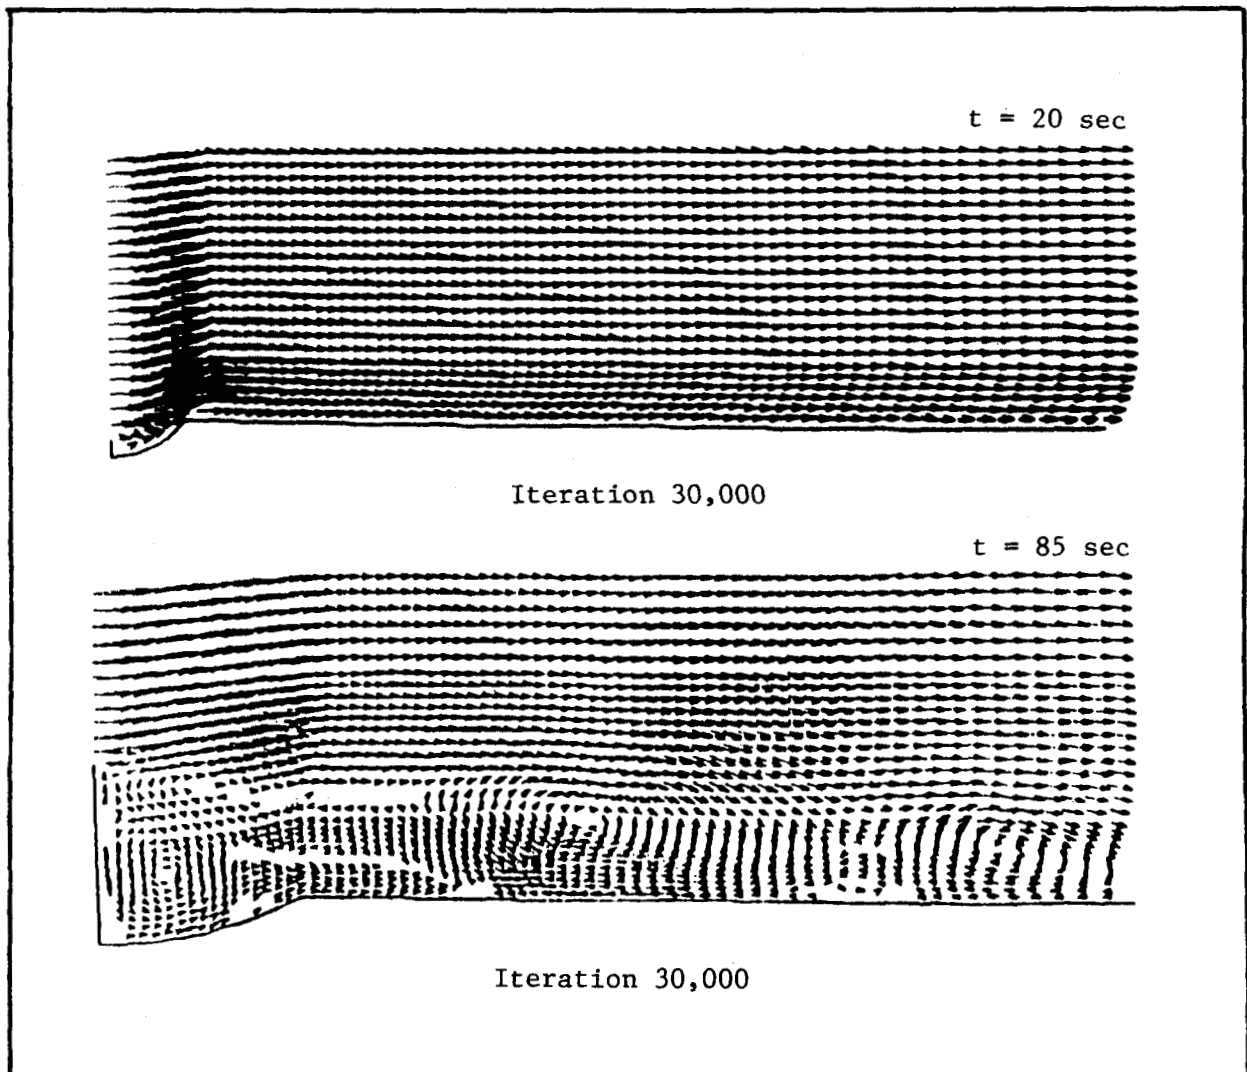 t = 20 sec
Iteration 30,000
t = 85 sec
Iteration 30,000